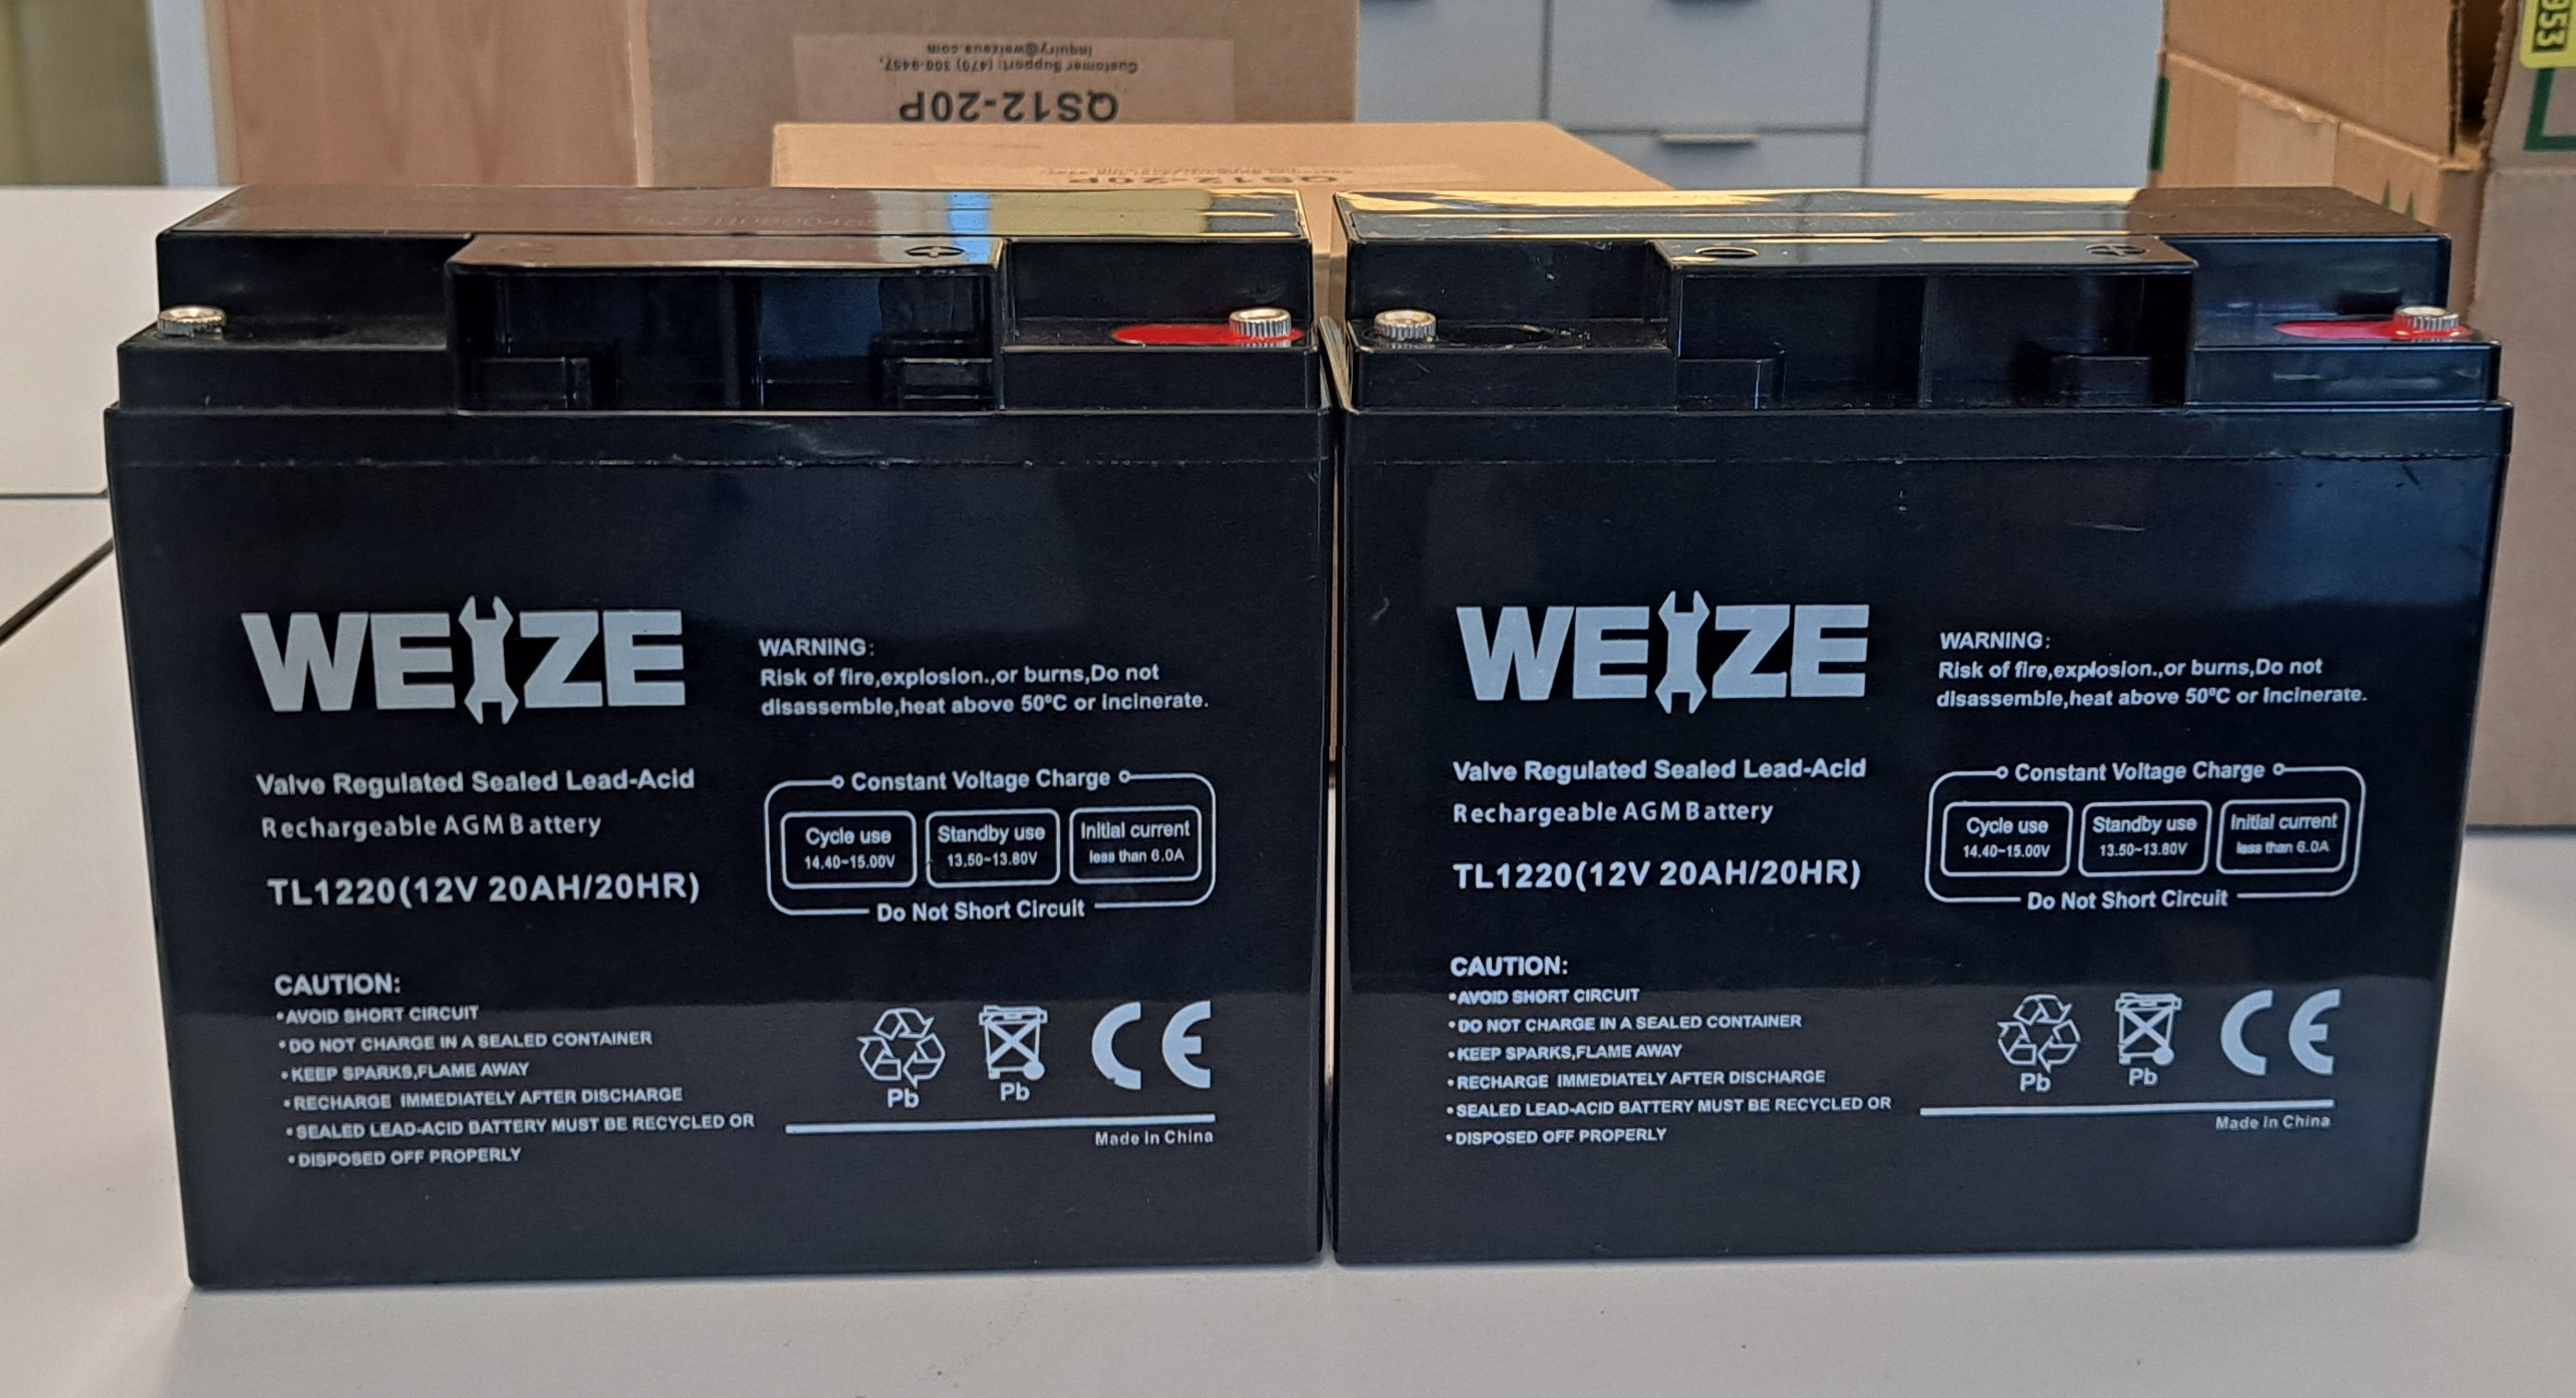 Inquiry@weizeus.com
Customer Support: (470) 300-9457,
QS12-20P
QS12-20P
953
WEIZE
WARNING:
Risk of fire,explosion.,or burns,Do not
disassemble,heat above 50ºC or Incinerate.
Valve Regulated Sealed Lead-Acid
Rechargeable AGM Battery
TL1220(12V 20AH/20HR)
Constant Voltage Charge
Cycle use
14.40~15.00V
Standby use
13.50~13.80V
Initial current
less than 6.0A
Do Not Short Circuit
CAUTION:
•AVOID SHORT CIRCUIT
•DO NOT CHARGE IN A SEALED CONTAINER
•KEEP SPARKS,FLAME AWAY
•RECHARGE IMMEDIATELY AFTER DISCHARGE
•SEALED LEAD-ACID BATTERY MUST BE RECYCLED OR
•DISPOSED OFF PROPERLY
Pb
Pb
CE
Made in China
WEIZE
WARNING:
Risk of fire,explosion.,or burns,Do not
disassemble,heat above 50ºC or Incinerate.
Valve Regulated Sealed Lead-Acid
Rechargeable AGM Battery
TL1220(12V 20AH/20HR)
Constant Voltage Charge
Cycle use
14.40~15.00V
Standby use
13.50~13.80V
Initial current
less than 6.0A
Do Not Short Circuit
CAUTION:
•AVOID SHORT CIRCUIT
•DO NOT CHARGE IN A SEALED CONTAINER
•KEEP SPARKS,FLAME AWAY
•RECHARGE IMMEDIATELY AFTER DISCHARGE
•SEALED LEAD-ACID BATTERY MUST BE RECYCLED OR
•DISPOSED OFF PROPERLY
Pb
Pb
CE
Made in China